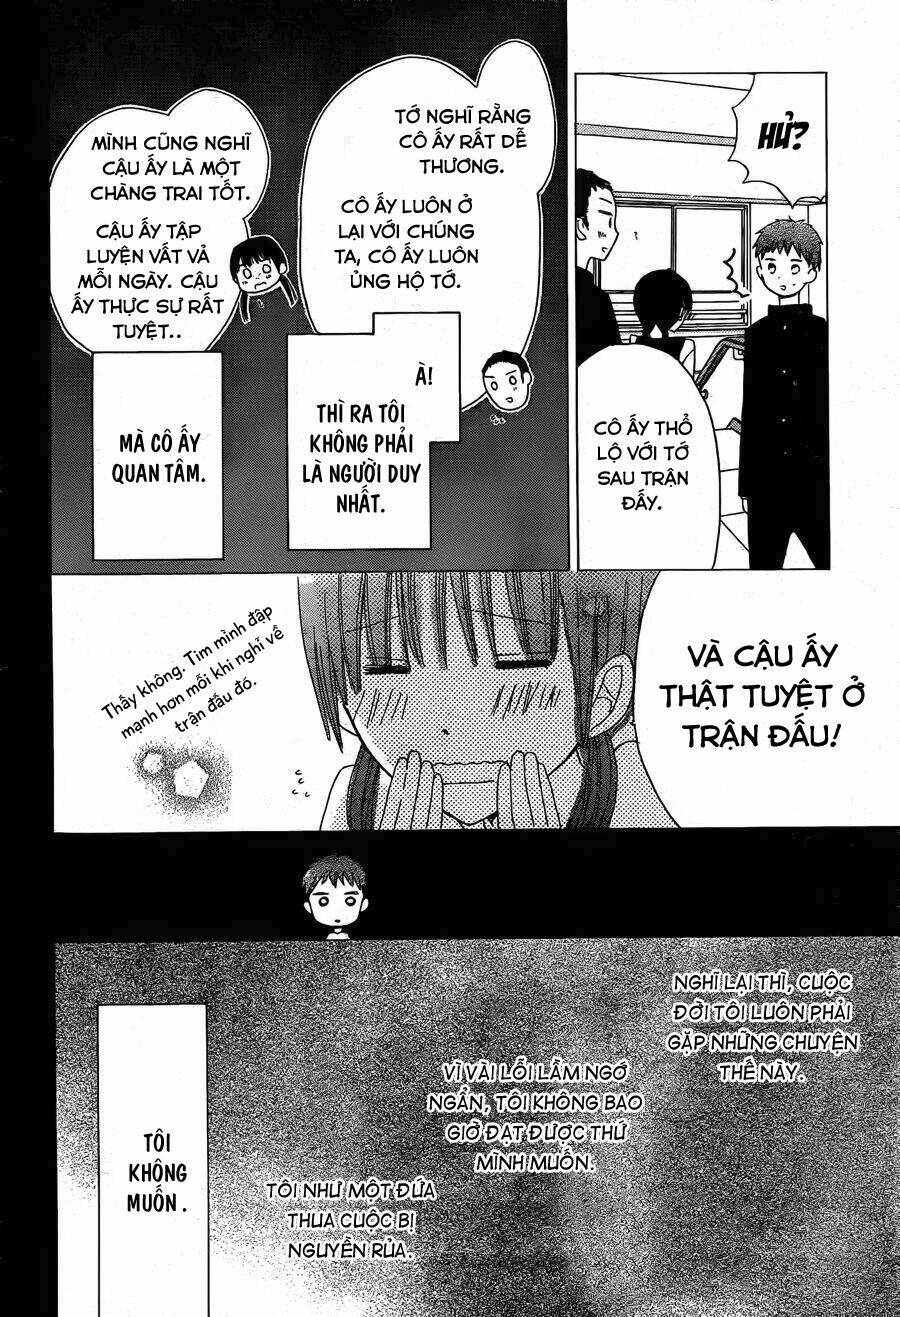 HỬ?
CÔ ẤY THỔ
LỘ VỚI TỚ
SAU TRẬN
ĐẤY.
TỚ NGHĨ RẰNG
CÔ ẤY RẤT DỄ
THƯƠNG.
CÔ ẤY LUÔN Ở
LẠI VỚI CHÚNG
TA, CÔ ẤY LUÔN
ỦNG HỘ TỚ.
À!
THÌ RA TÔI
KHÔNG PHẢI
LÀ NGƯỜI DUY
NHẤT.
MÌNH CŨNG NGHĨ
CẬU ẤY LÀ MỘT
CHÀNG TRAI TỐT.
CẬU ẤY TẬP
LUYỆN VẤT VẢ
MỖI NGÀY. CẬU
ẤY THỰC SỰ RẤT
TUYỆT..
MÀ CÔ ẤY
QUAN TÂM.
VÀ CẬU ẤY
THẬT TUYỆT Ở
TRẬN ĐẤU!
Thấy không. Tim mình đập
mạnh hơn mỗi khi nghỉ về
trận đấu đó.
NGHĨ LẠI THÌ, CUỘC
ĐỜI TÔI LUÔN PHẢI
GẶP NHỮNG CHUYỆN
THẾ NÀY.
VÌ VÀI LỖI LẦM NGỚ
NGẨN, TÔI KHÔNG BAO
GIỜ ĐẠT ĐƯỢC THỨ
MÌNH MUỐN.
TÔI NHƯ MỘT ĐỨA
THUA CUỘC BỊ
NGUYỀN RỦA.
TÔI
KHÔNG
MUỐN .